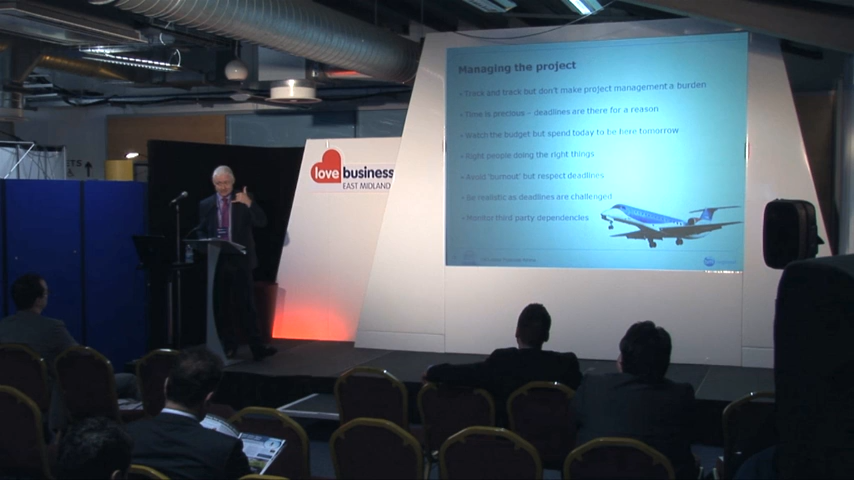 Managing the project
• Track and track but don't make project management a burden
• Time is precious – deadlines are there for a reason
• Watch the budget but spend today to be here tomorrow
• Right people doing the right things
• Avoid 'burnout' but respect deadlines
• Be realistic as deadlines are challenged
• Monitor third party dependencies
love business
EAST MIDLAND